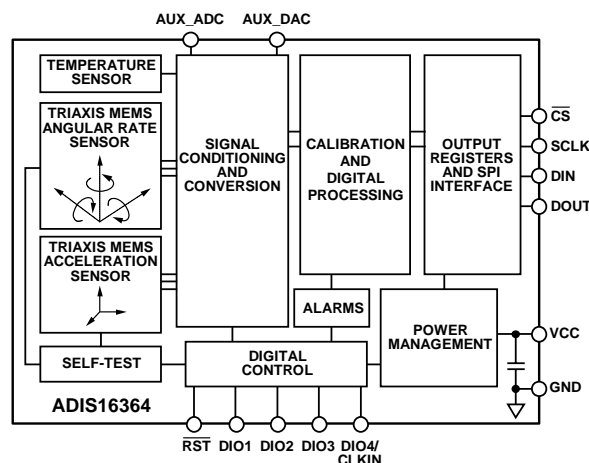 AUX_ADC
AUX_DAC
TEMPERATURE
SENSOR
TRIAXIS MEMS
ANGULAR RATE
SENSOR
TRIAXIS MEMS
ACCELERATION
SENSOR
SELF-TEST
SIGNAL
CONDITIONING
AND
CONVERSION
CALIBRATION
AND
DIGITAL
PROCESSING
OUTPUT
REGISTERS
AND SPI
INTERFACE
CS
SCLK
DIN
DOUT
ALARMS
POWER
MANAGEMENT
VCC
DIGITAL
CONTROL
GND
ADIS16364
RST
DIO1
DIO2
DIO3
DIO4/
CLKIN